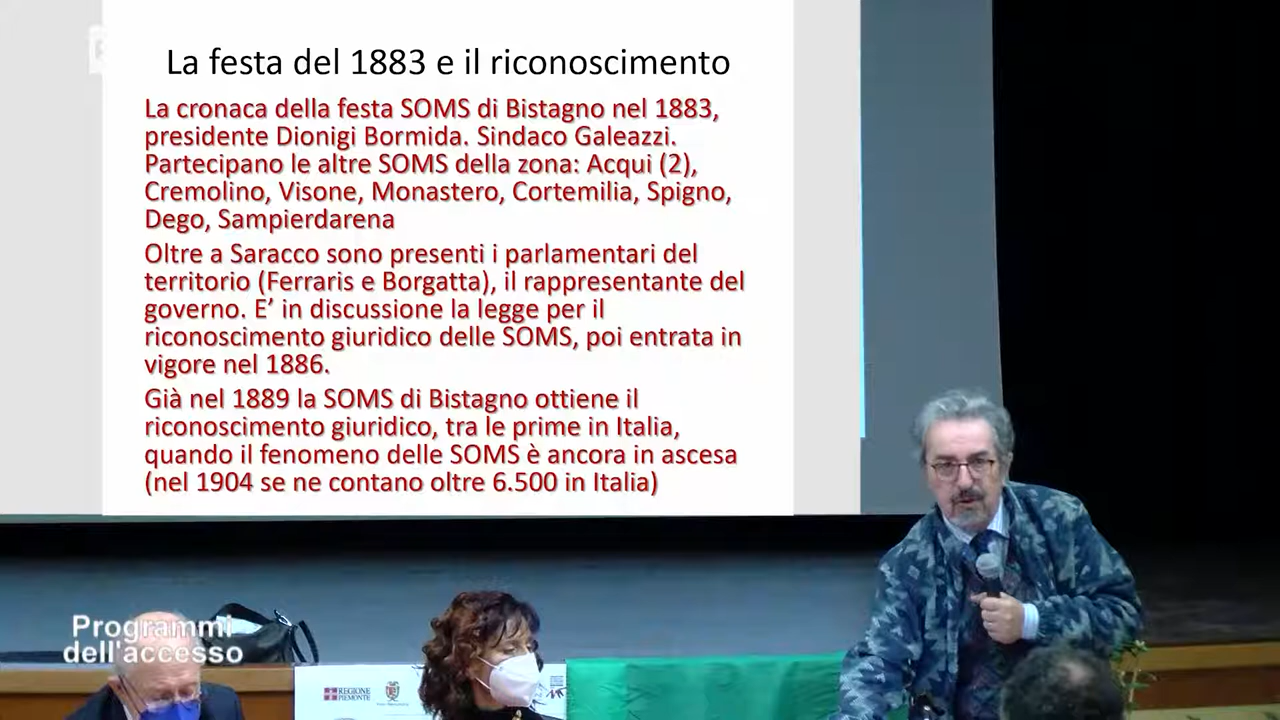 La festa del 1883 e il riconoscimento
La cronaca della festa SOMS di Bistagno nel 1883,
presidente Dionigi Bormida. Sindaco Galeazzi.
Partecipano le altre SOMS della zona: Acqui (2),
Cremolino, Visone, Monastero, Cortemilia, Spigno,
Dego, Sampierdarena
Oltre a Saracco sono presenti i parlamentari del
territorio (Ferraris e Borgatta), il rappresentante del
governo. E’ in discussione la legge per il
riconoscimento giuridico delle SOMS, poi entrata in
vigore nel 1886.
Già nel 1889 la SOMS di Bistagno ottiene il
riconoscimento giuridico, tra le prime in Italia,
quando il fenomeno delle SOMS è ancora in ascesa
(nel 1904 se ne contano oltre 6.500 in Italia)
Programmi
dell'accesso
REGIONE
PIEMONTE